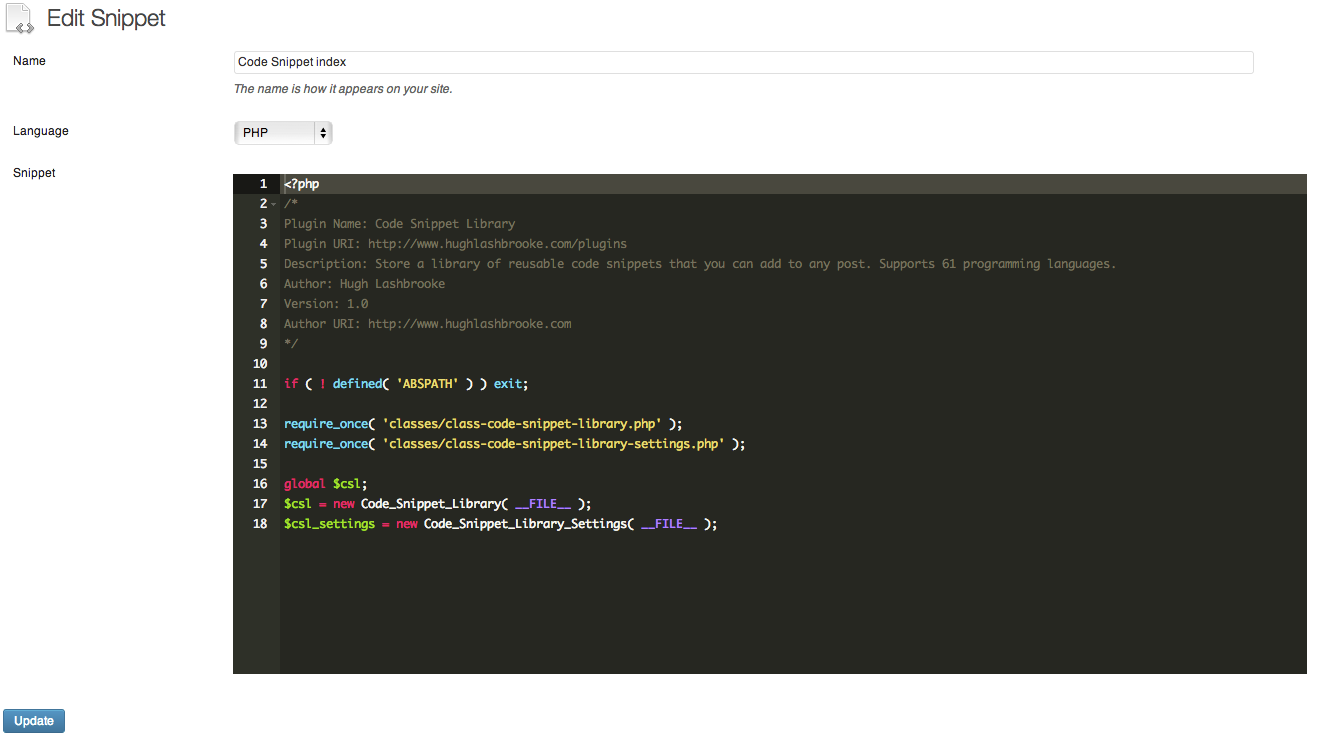 Edit Snippet
Name
Code Snippet index
The name is how it appears on your site.
Language
PHP
Snippet
1 <?php
2 /*
3 Plugin Name: Code Snippet Library
4 Plugin URI: http://www.hughlashbrooke.com/plugins
5 Description: Store a library of reusable code snippets that you can add to any post. Supports 61 programming languages.
6 Author: Hugh Lashbrooke
7 Version: 1.0
8 Author URI: http://www.hughlashbrooke.com
9 */
10
11 if ( ! defined( 'ABSPATH' ) ) exit;
12
13 require_once( 'classes/class-code-snippet-library.php' );
14 require_once( 'classes/class-code-snippet-library-settings.php' );
15
16 global $csl;
17 $csl = new Code_Snippet_Library( __FILE__ );
18 $csl_settings = new Code_Snippet_Library_Settings( __FILE__ );
Update